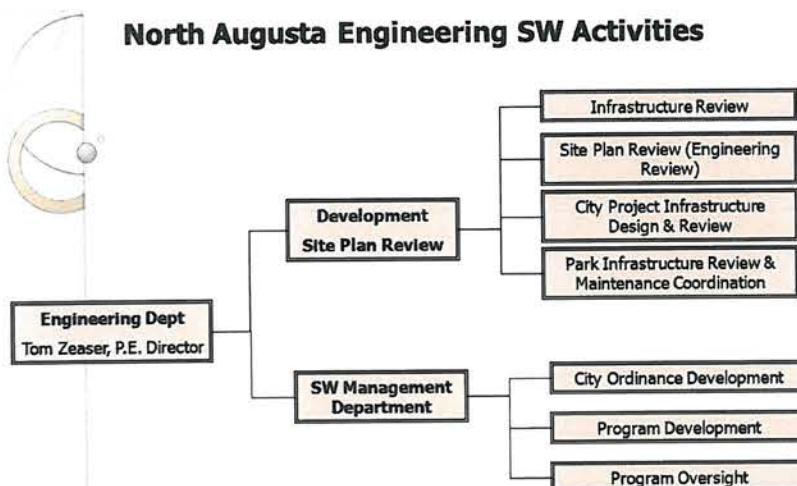 North Augusta Engineering SW Activities
Infrastructure Review
Site Plan Review (Engineering
Review)
City Project Infrastructure
Design & Review
Park Infrastructure Review &
Maintenance Coordination
Development
Site Plan Review
Engineering Dept
Tom Zeaser, P.E. Director
SW Management
Department
City Ordinance Development
Program Development
Program Oversight